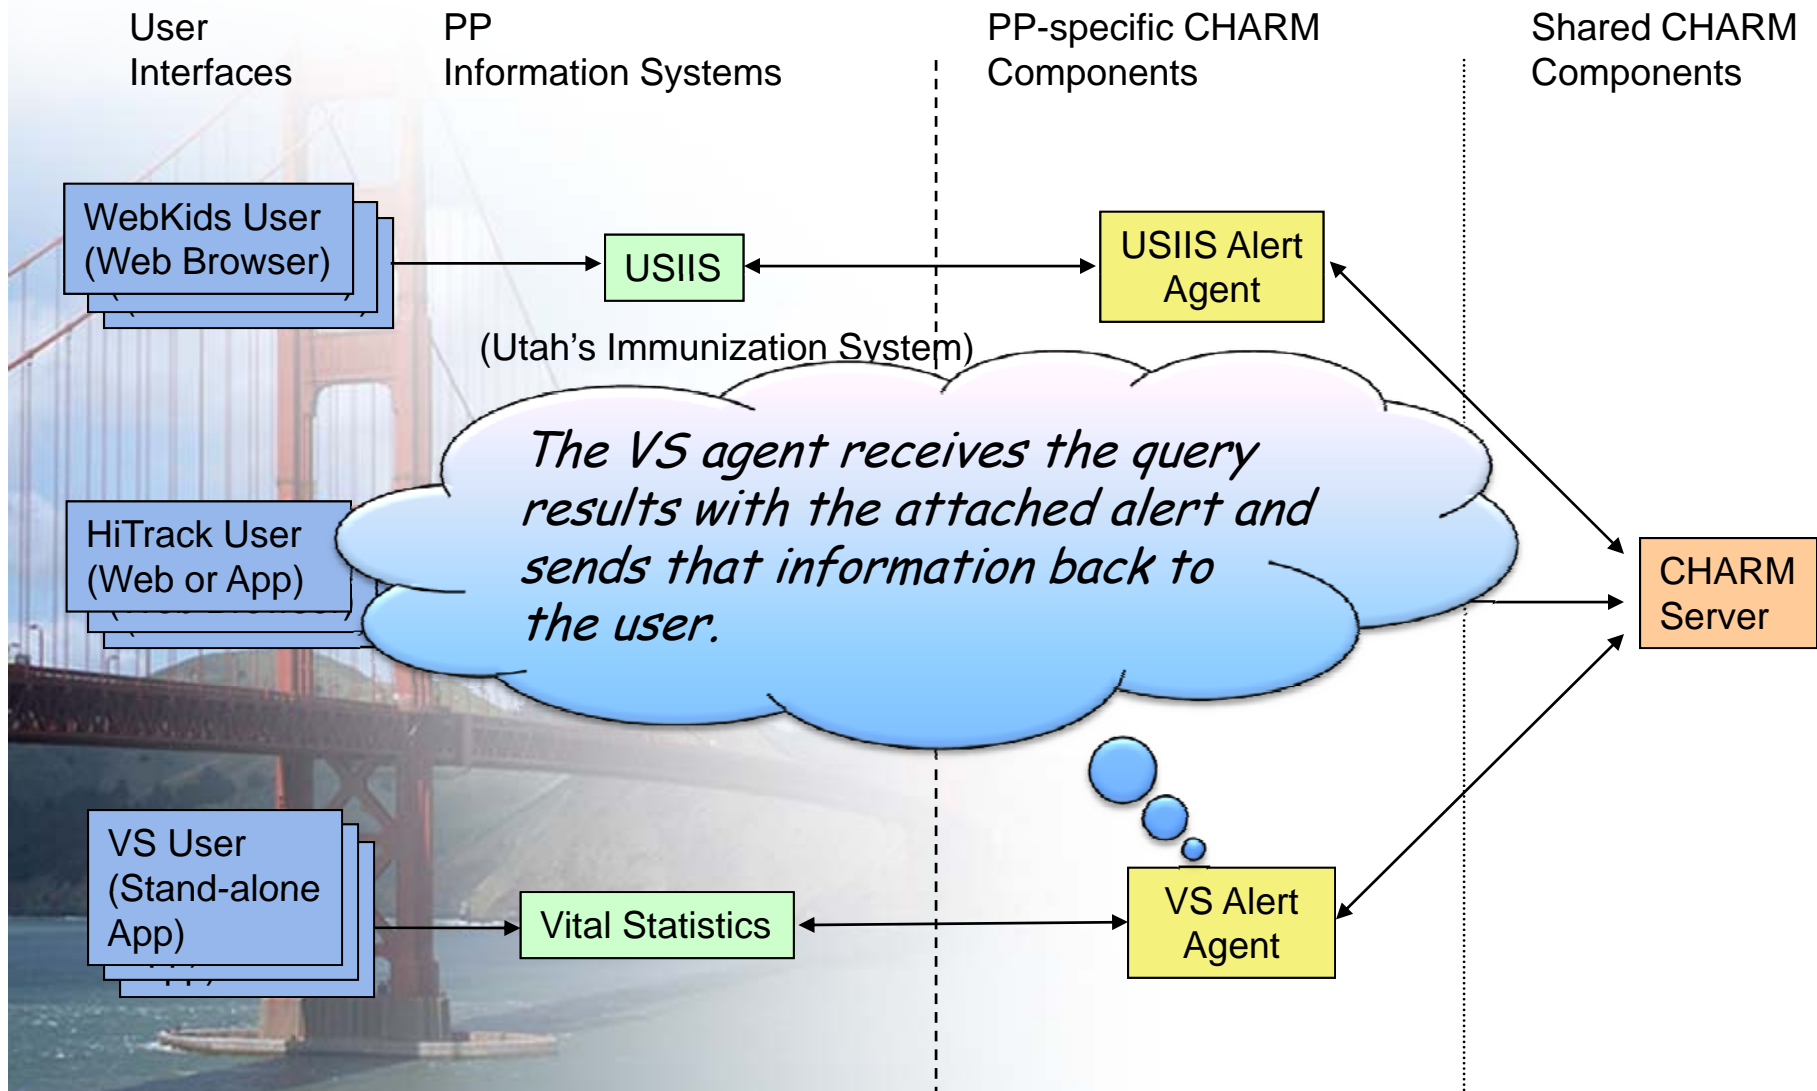 User
Interfaces
PP
Information Systems
PP-specific CHARM
Components
Shared CHARM
Components
WebKids User
(Web Browser)
USIIS
USIIS Alert
Agent
(Utah's Immunization System)
The VS agent receives the query
results with the attached alert and
sends that information back to
the user.
HiTrack User
(Web or App)
CHARM
Server
VS User
(Stand-alone
App)
Vital Statistics
VS Alert
Agent